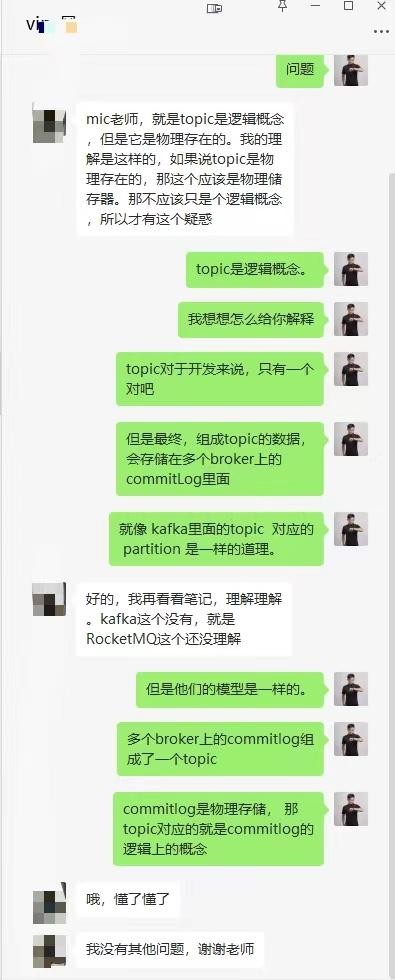 问题
mic老师，就是topic是逻辑概念
，但是它是物理存在的。我的理
解是这样的，如果说topic是物
理存在的，那这个应该是物理储
存器。那不应该只是个逻辑概念
，所以才有这个疑惑
topic是逻辑概念。
我想想怎么给你解释
topic对于开发来说，只有一个
对吧
但是最终，组成topic的数据，
会存储在多个broker上的
commitLog里面
就像 kafka里面的topic 对应的
partition 是一样的道理。
好的，我再看看笔记，理解理解
。kafka这个没有，就是
RocketMQ这个还没理解
但是他们的模型是一样的。
多个broker上的commitlog组
成了一个topic
commitlog是物理存储， 那
topic对应的就是commitlog的
逻辑上的概念
哦，懂了懂了
我没有其他问题，谢谢老师